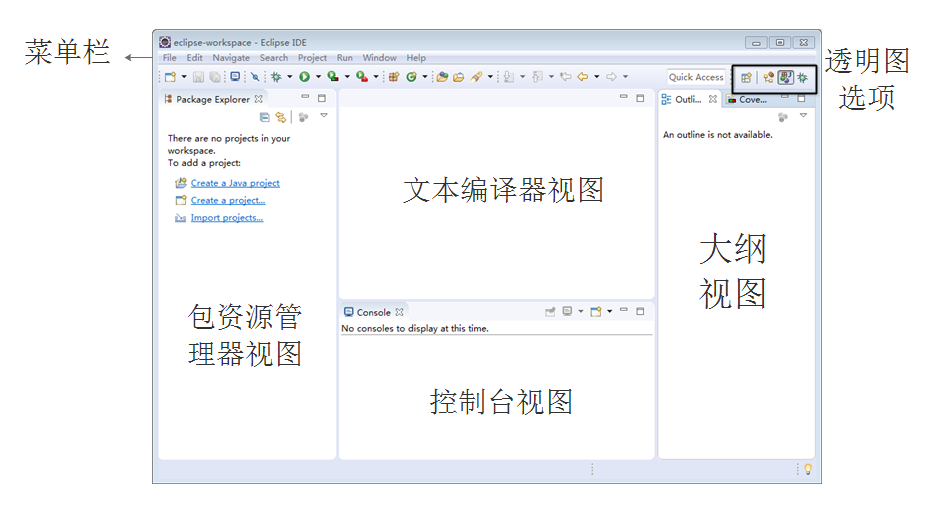 eclipse-workspace - Eclipse IDE
菜单栏
File Edit Navigate Search Project Run Window Help
透明图
选项
Quick Access
Package Explorer
Outli...
Cove...
There are no projects in your
workspace.
To add a project:
Create a Java project
Create a project...
Import projects...
An outline is not available.
文本编译器视图
大纲
视图
包资源管
理器视图
Console
No consoles to display at this time.
控制台视图